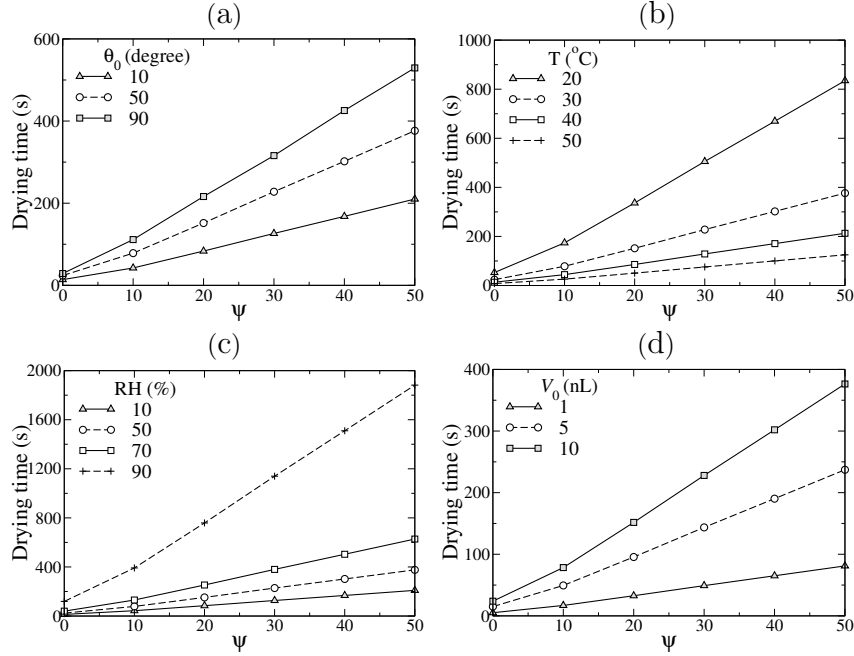 (a)
θ0 (degree)
10
50
90
Drying time (s)
600
400
200
0
0 10 20 30 40 50
ψ
(b)
T (°C)
20
30
40
50
Drying time (s)
1000
800
600
400
200
0
0 10 20 30 40 50
ψ
(c)
RH (%)
10
50
70
90
Drying time (s)
2000
1600
1200
800
400
0
0 10 20 30 40 50
ψ
(d)
V0 (nL)
1
5
10
Drying time (s)
400
300
200
100
0
0 10 20 30 40 50
ψ